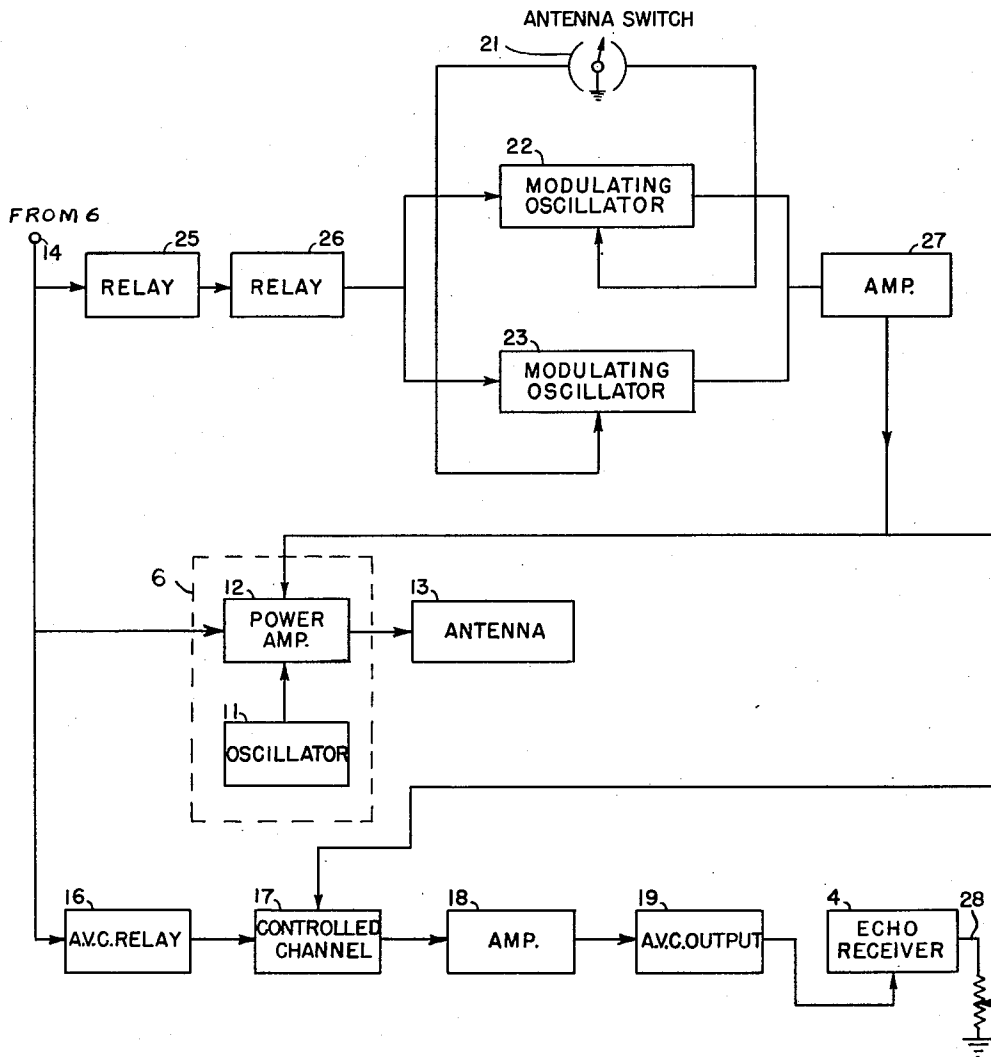 ANTENNA SWITCH
21
22
MODULATING
OSCILLATOR
FROM 6
14
25
RELAY
26
RELAY
27
AMP.
23
MODULATING
OSCILLATOR
6
12
POWER
AMP.
13
ANTENNA
11
OSCILLATOR
16
A.V.C. RELAY
17
CONTROLLED
CHANNEL
18
AMP.
19
A.V.C. OUTPUT
4
ECHO
RECEIVER
28